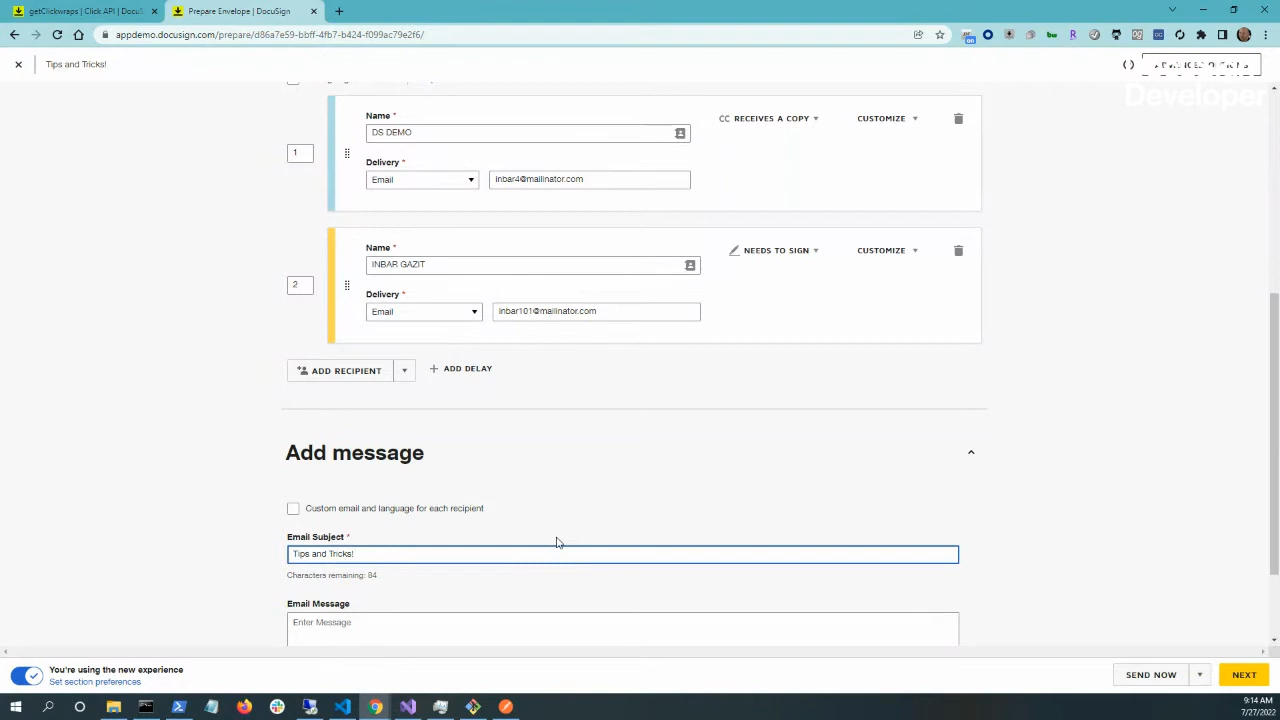 getClickwraps | Click API | DocuS
Prepare Envelope | DocuSign
appdemo.docusign.com/prepare/d86a7e59-bbff-4fb7-b424-f099ac79e2f6/
Tips and Tricks!
Developer
Name *
DS DEMO
CC RECEIVES A COPY
CUSTOMIZE
1
Delivery *
Email
inbar4@mailinator.com
Name *
INBAR GAZIT
NEEDS TO SIGN
CUSTOMIZE
2
Delivery *
Email
inbar101@mailinator.com
ADD RECIPIENT
ADD DELAY
Add message
Custom email and language for each recipient
Email Subject *
Tips and Tricks!
Characters remaining: 84
Email Message
Enter Message
You're using the new experience
Set section preferences
SEND NOW
NEXT
9:14 AM
7/27/2022